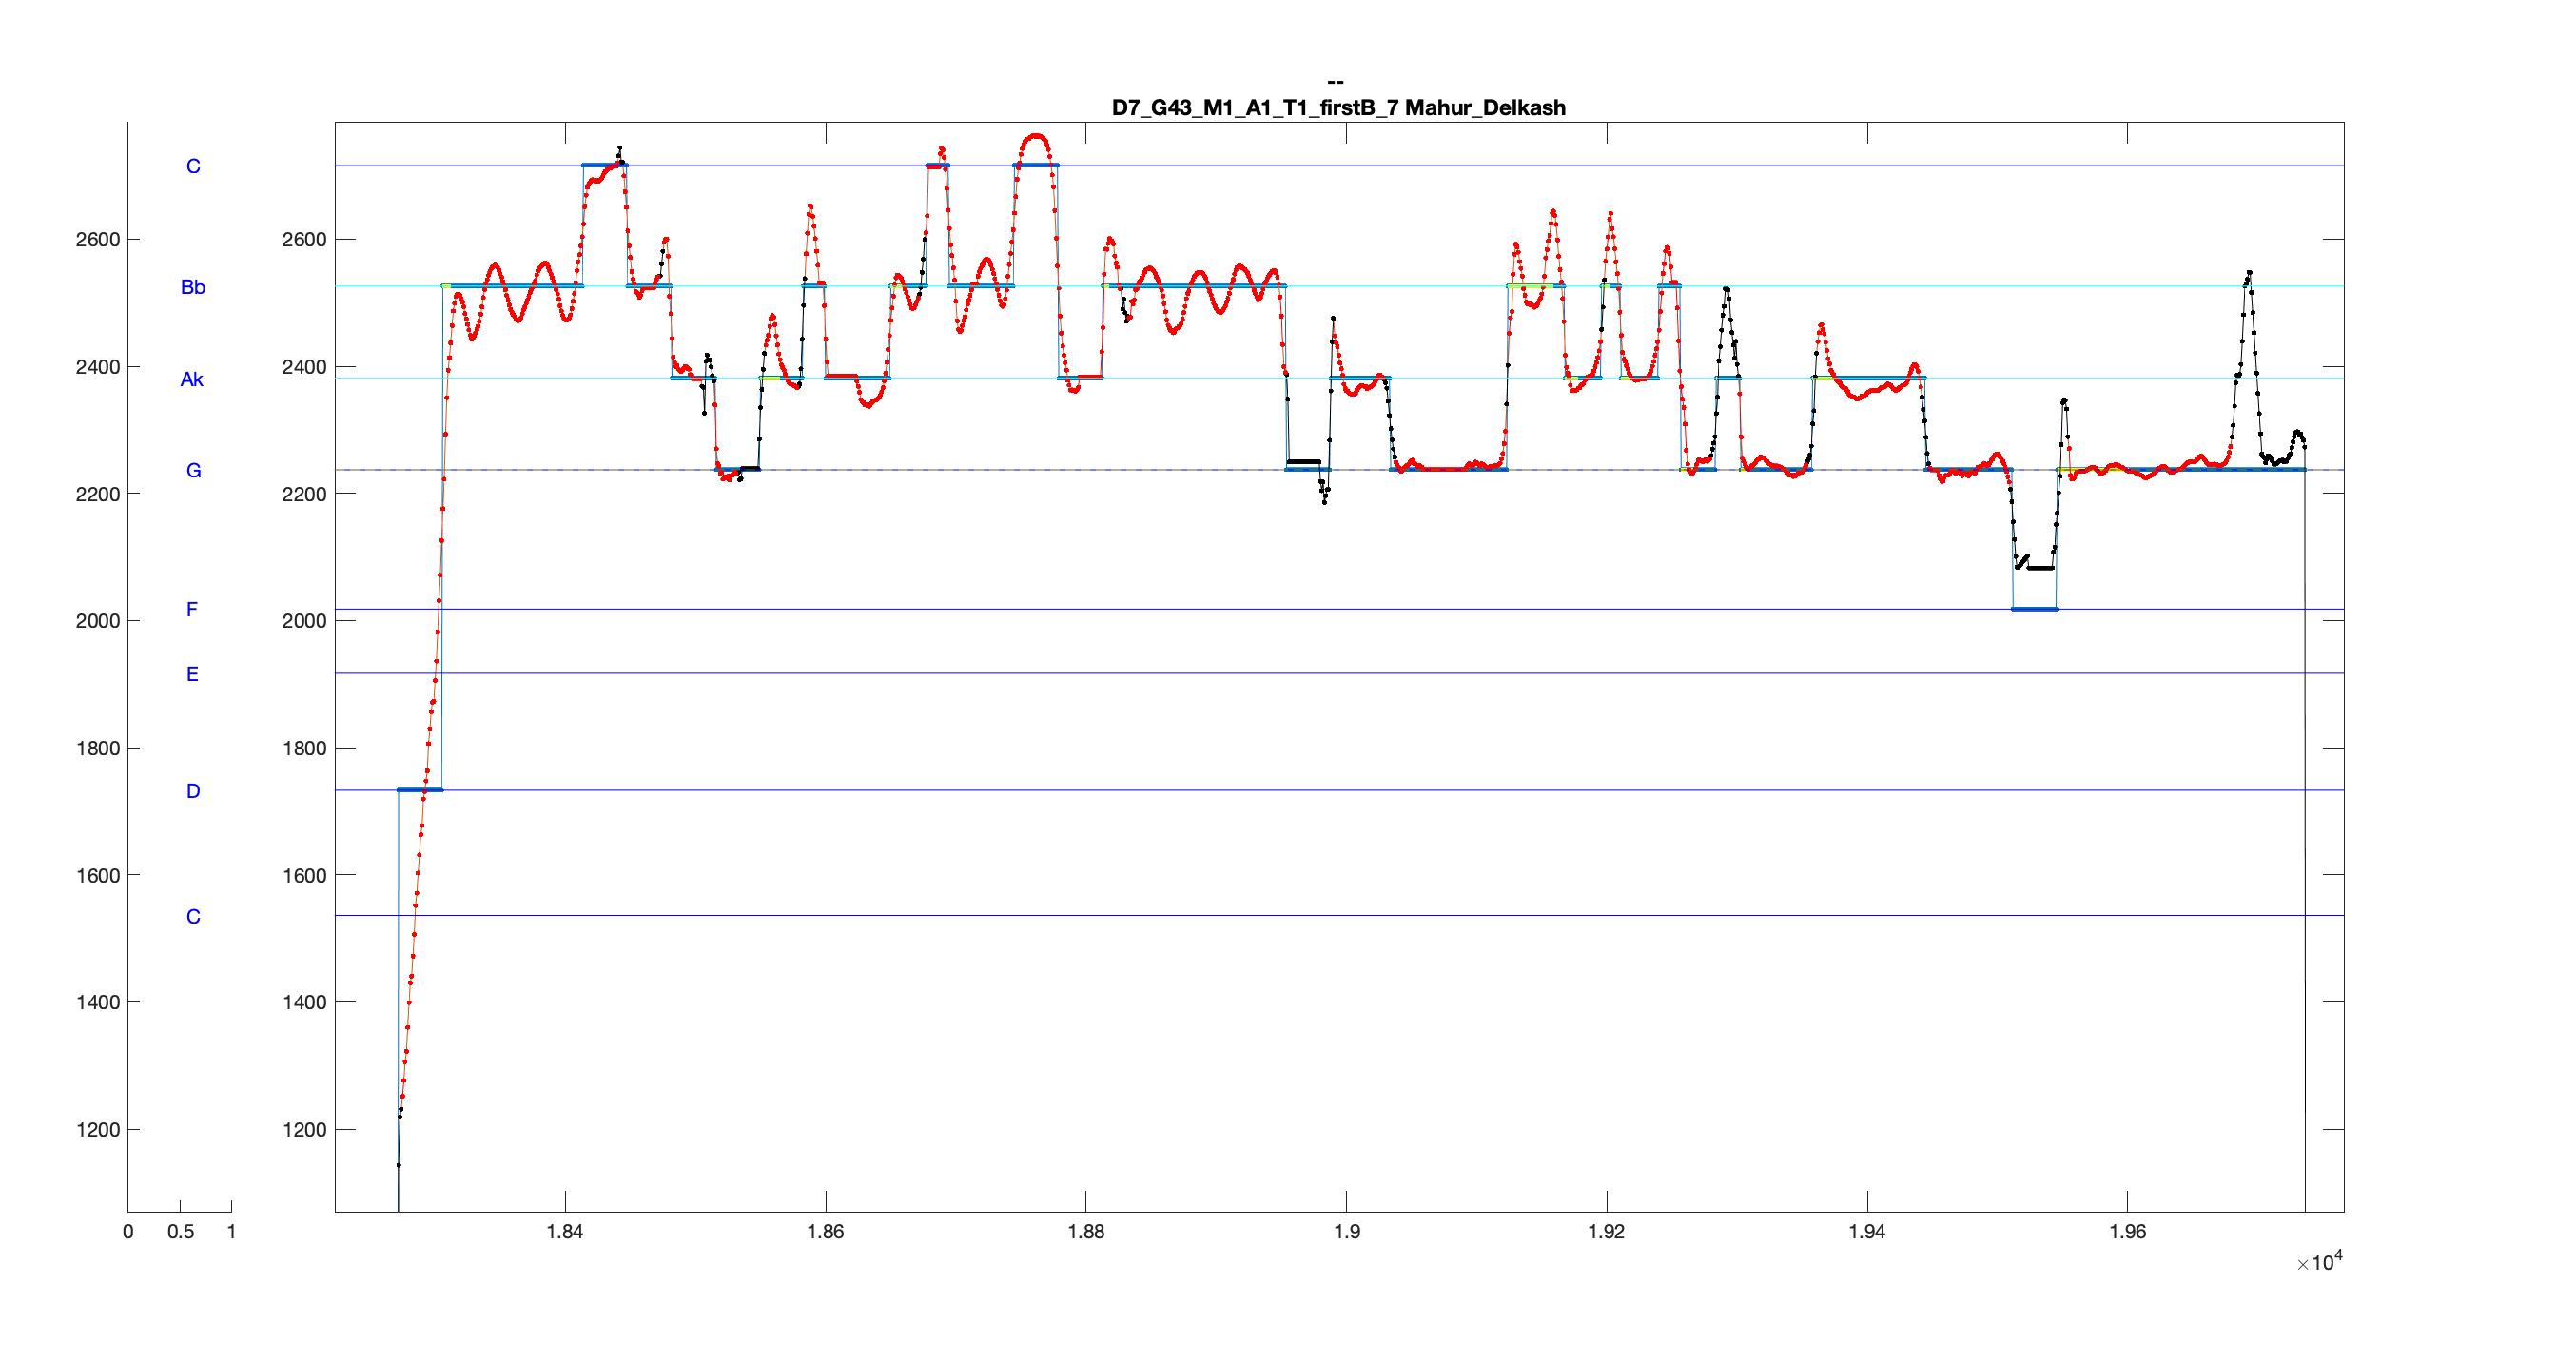 --
D7_G43_M1_A1_T1_firstB_7 Mahur_Delkash
C
2600 2600
Bb
2400 Ak 2400
G
2200 2200
F
2000 2000
E
1800 1800
D
1600 1600
C
1400 1400
1200 1200
0 0.5 1 1.84 1.86 1.88 1.9 1.92 1.94 1.96
×10^4